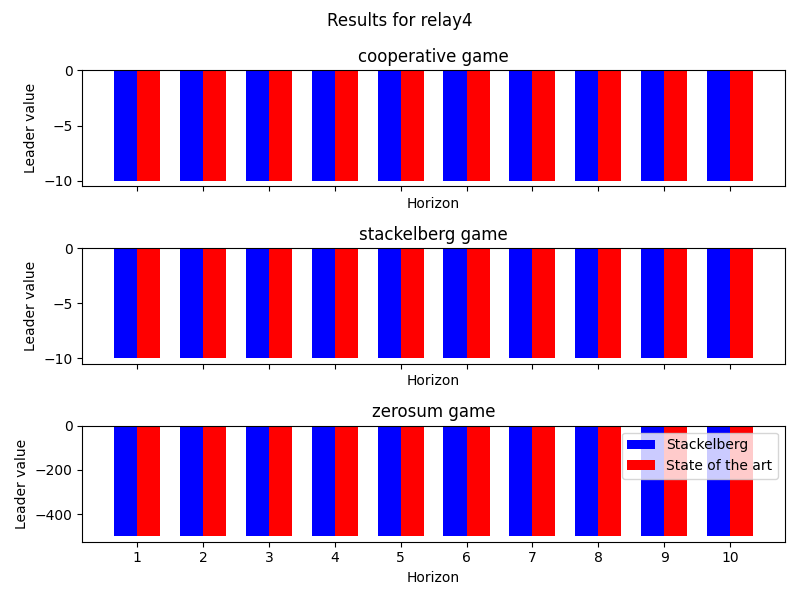 Results for relay4
cooperative game
Leader value
0
−5
−10
Horizon
stackelberg game
Leader value
0
−5
−10
Horizon
zerosum game
Leader value
0
−200
−400
Stackelberg
State of the art
1 2 3 4 5 6 7 8 9 10
Horizon